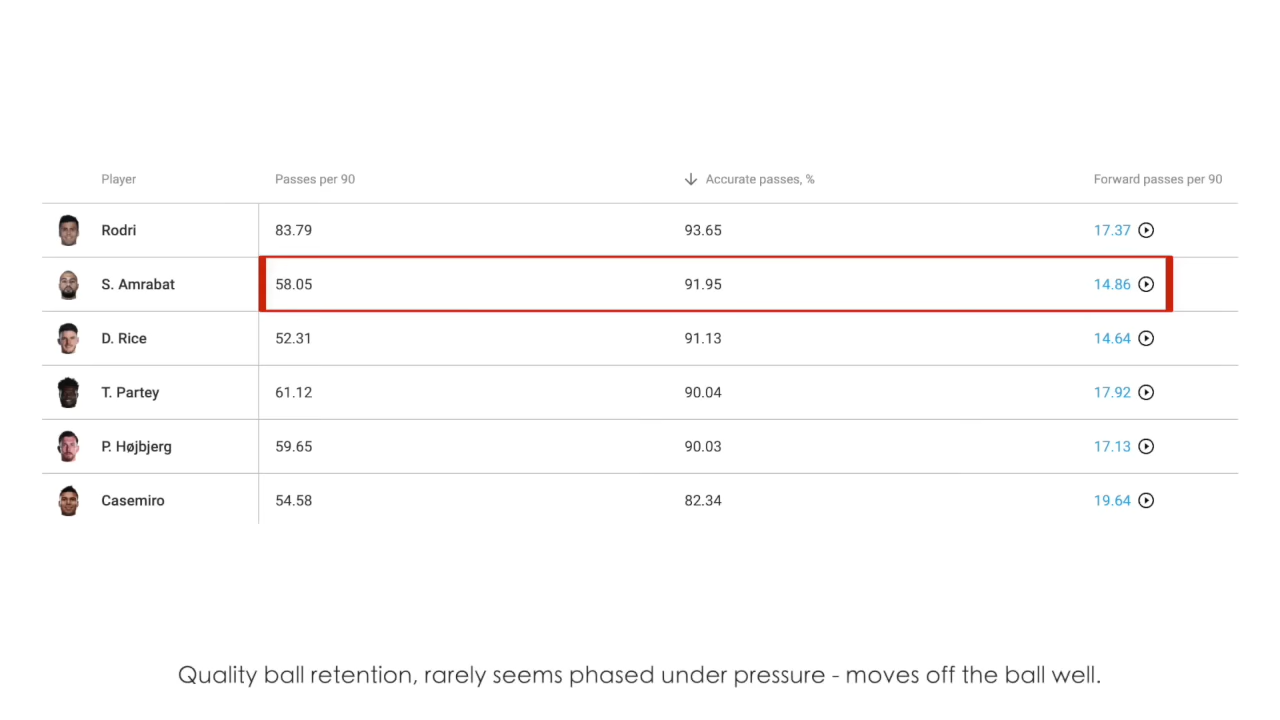 Player Passes per 90 Accurate passes, % Forward passes per 90
Rodri 83.79 93.65 17.37
S. Amrabat 58.05 91.95 14.86
D. Rice 52.31 91.13 14.64
T. Partey 61.12 90.04 17.92
P. Højbjerg 59.65 90.03 17.13
Casemiro 54.58 82.34 19.64
Quality ball retention, rarely seems phased under pressure - moves off the ball well.